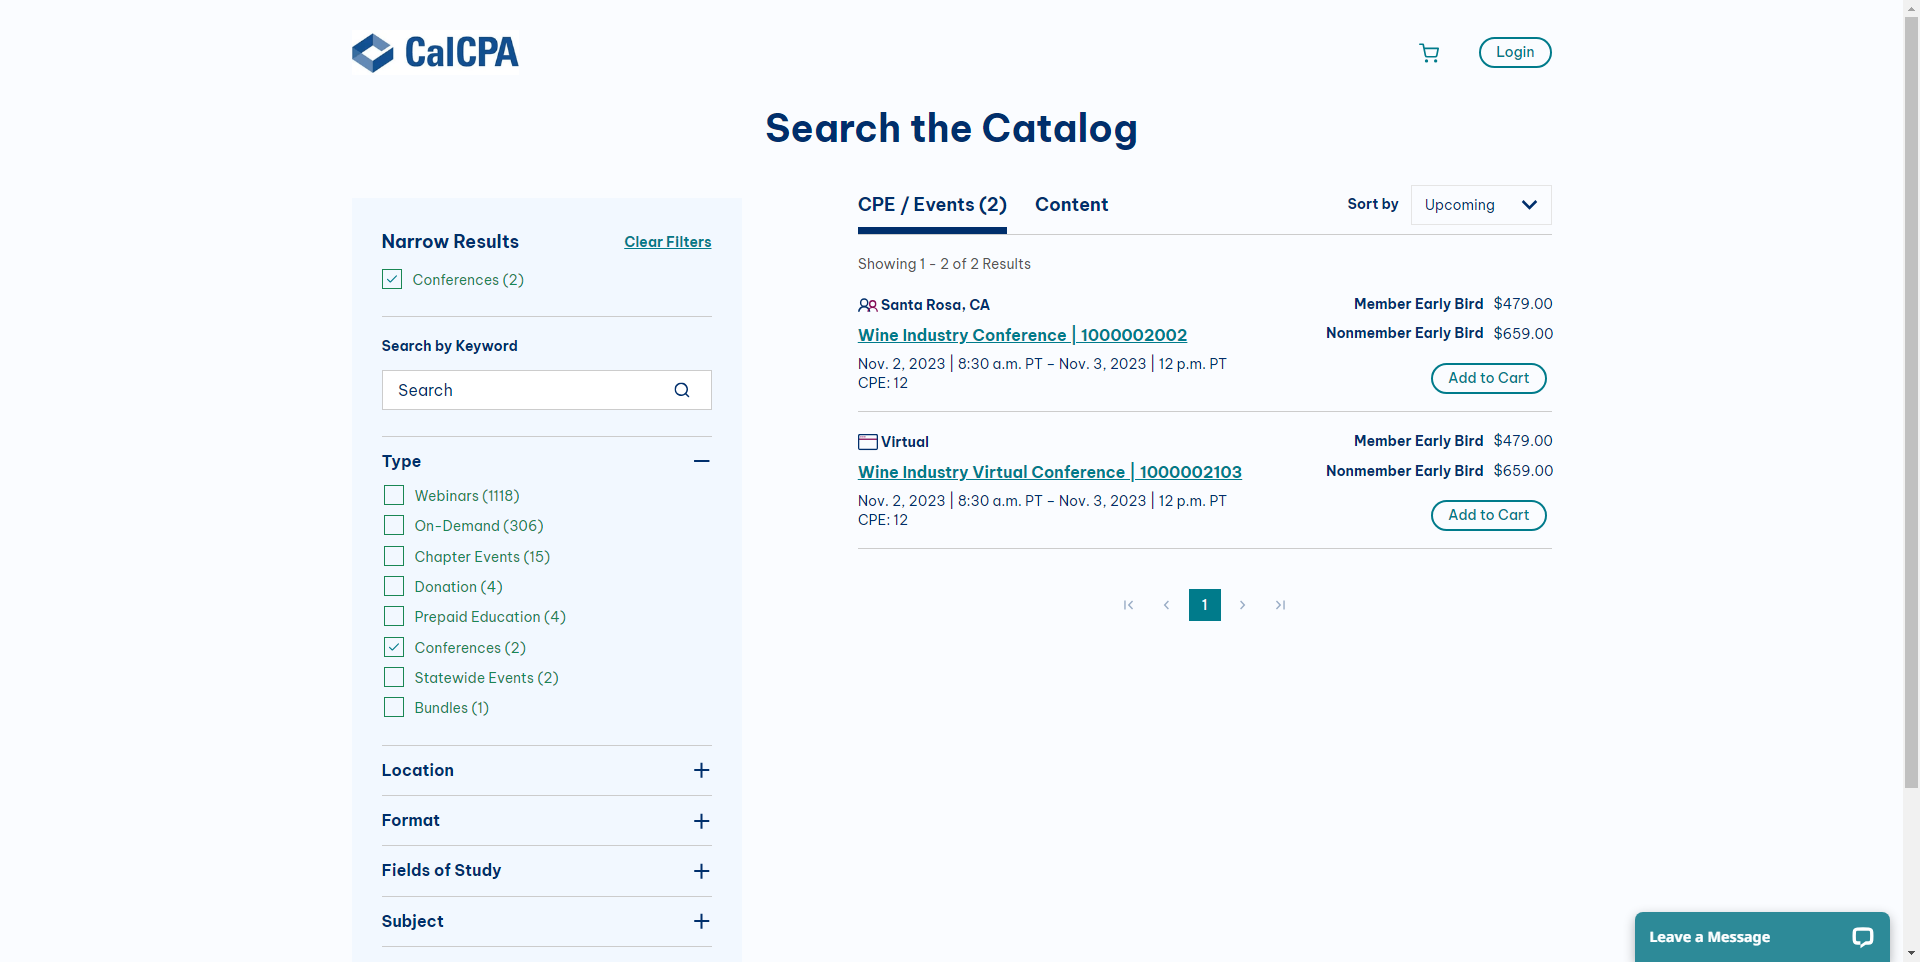 CalCPA
Login
Search the Catalog
Narrow Results
Clear Filters
Conferences (2)
Search by Keyword
Search
Type
Webinars (1118)
On-Demand (306)
Chapter Events (15)
Donation (4)
Prepaid Education (4)
Conferences (2)
Statewide Events (2)
Bundles (1)
Location
Format
Fields of Study
Subject
CPE / Events (2)
Content
Sort by
Upcoming
Showing 1 - 2 of 2 Results
Santa Rosa, CA
Wine Industry Conference | 1000002002
Nov. 2, 2023 | 8:30 a.m. PT – Nov. 3, 2023 | 12 p.m. PT
CPE: 12
Member Early Bird $479.00
Nonmember Early Bird $659.00
Add to Cart
Virtual
Wine Industry Virtual Conference | 1000002103
Nov. 2, 2023 | 8:30 a.m. PT – Nov. 3, 2023 | 12 p.m. PT
CPE: 12
Member Early Bird $479.00
Nonmember Early Bird $659.00
Add to Cart
1
Leave a Message